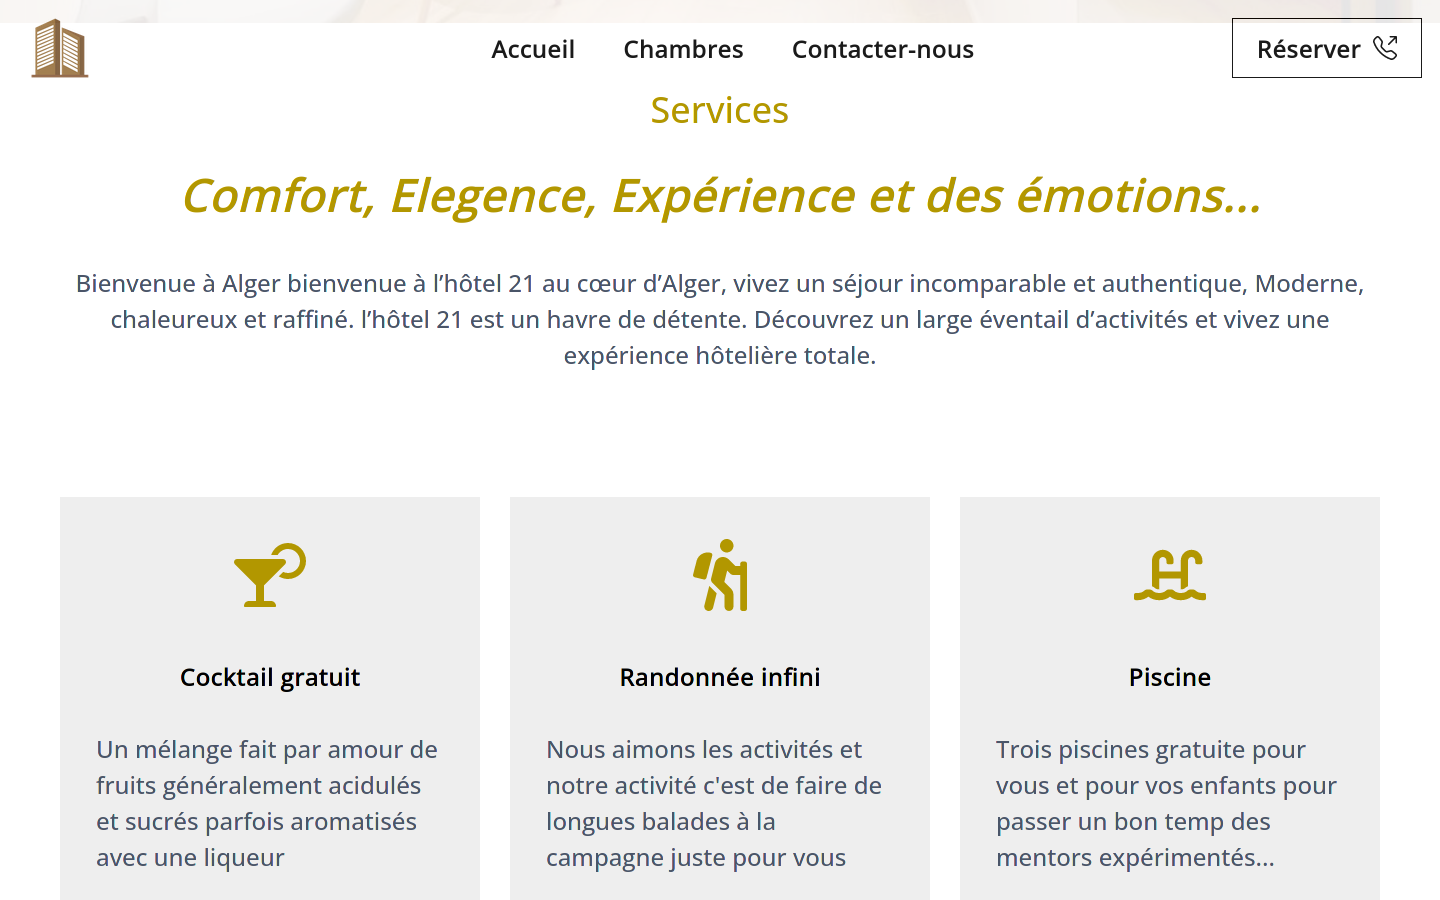 Accueil Chambres Contacter-nous Réserver
Services
Comfort, Elegence, Expérience et des émotions...
Bienvenue à Alger bienvenue à l’hôtel 21 au cœur d’Alger, vivez un séjour incomparable et authentique, Moderne,
chaleureux et raffiné. l’hôtel 21 est un havre de détente. Découvrez un large éventail d’activités et vivez une
expérience hôtelière totale.
Cocktail gratuit
Un mélange fait par amour de
fruits généralement acidulés
et sucrés parfois aromatisés
avec une liqueur
Randonnée infini
Nous aimons les activités et
notre activité c'est de faire de
longues balades à la
campagne juste pour vous
Piscine
Trois piscines gratuite pour
vous et pour vos enfants pour
passer un bon temp des
mentors expérimentés...